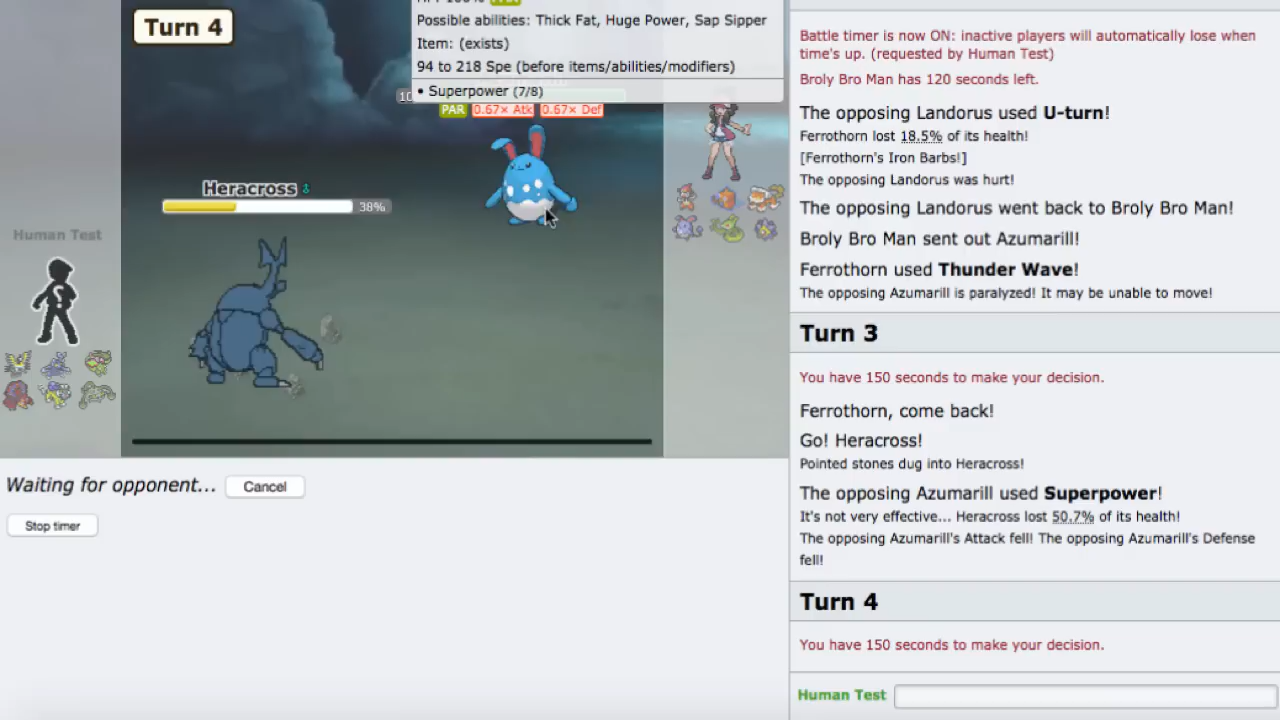 Turn 4
Possible abilities: Thick Fat, Huge Power, Sap Sipper
Item: (exists)
94 to 218 Spe (before items/abilities/modifiers)
• Superpower (7/8)
PAR 0.67× Atk 0.67× Def
Heracross
38%
Human Test
Waiting for opponent... Cancel
Stop timer
Battle timer is now ON: inactive players will automatically lose when
time's up. (requested by Human Test)
Broly Bro Man has 120 seconds left.
The opposing Landorus used U-turn!
Ferrothorn lost 18.5% of its health!
[Ferrothorn's Iron Barbs!]
The opposing Landorus was hurt!
The opposing Landorus went back to Broly Bro Man!
Broly Bro Man sent out Azumarill!
Ferrothorn used Thunder Wave!
The opposing Azumarill is paralyzed! It may be unable to move!
Turn 3
You have 150 seconds to make your decision.
Ferrothorn, come back!
Go! Heracross!
Pointed stones dug into Heracross!
The opposing Azumarill used Superpower!
It's not very effective... Heracross lost 50.7% of its health!
The opposing Azumarill's Attack fell! The opposing Azumarill's Defense
fell!
Turn 4
You have 150 seconds to make your decision.
Human Test